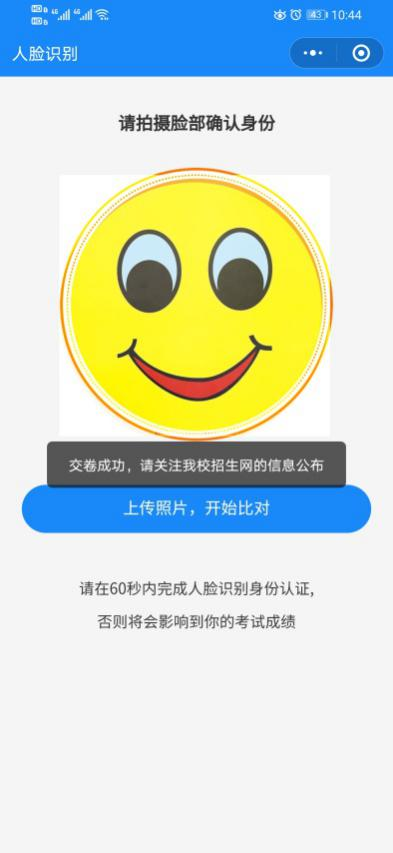 10:44
43
人脸识别
请拍摄脸部确认身份
交卷成功，请关注我校招生网的信息公布
上传照片，开始比对
请在60秒内完成人脸识别身份认证,
否则将会影响到你的考试成绩